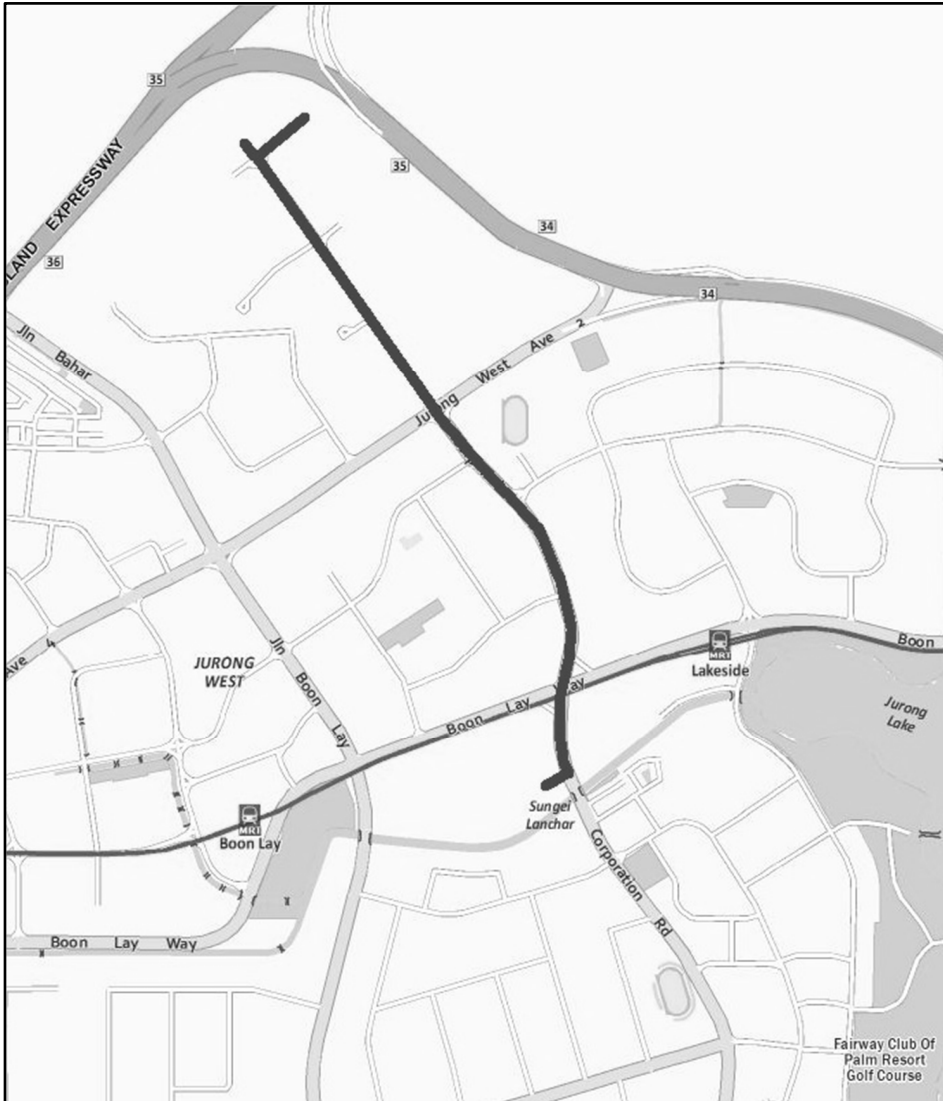 35
35
LAND EXPRESSWAY
36
34
34
Jln Bahar
Jurong West Ave 2
Ave 4
JURONG
WEST
Jln Boon Lay
Boon Lay Way
MRT
Lakeside
Boon
Jurong
Lake
MRT
Boon Lay
Sungei
Lanchar
Corporation Rd
Boon Lay Way
Fairway Club Of
Palm Resort
Golf Course